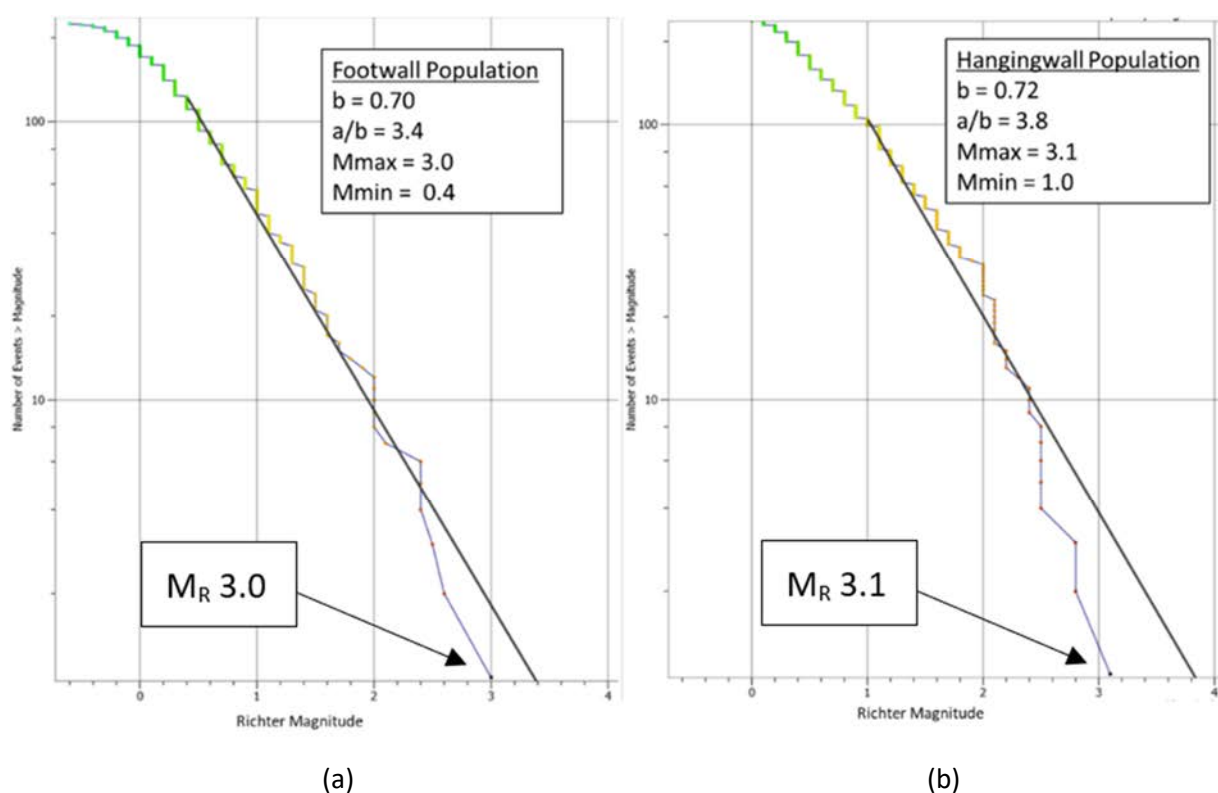 Footwall Population
b = 0.70
a/b = 3.4
Mmax = 3.0
Mmin = 0.4
100
10
Number of Events > Magnitude
MR 3.0
0
1
2
3
4
Richter Magnitude
(a)
Hangingwall Population
b = 0.72
a/b = 3.8
Mmax = 3.1
Mmin = 1.0
100
10
Number of Events > Magnitude
MR 3.1
0
1
2
3
4
Richter Magnitude
(b)